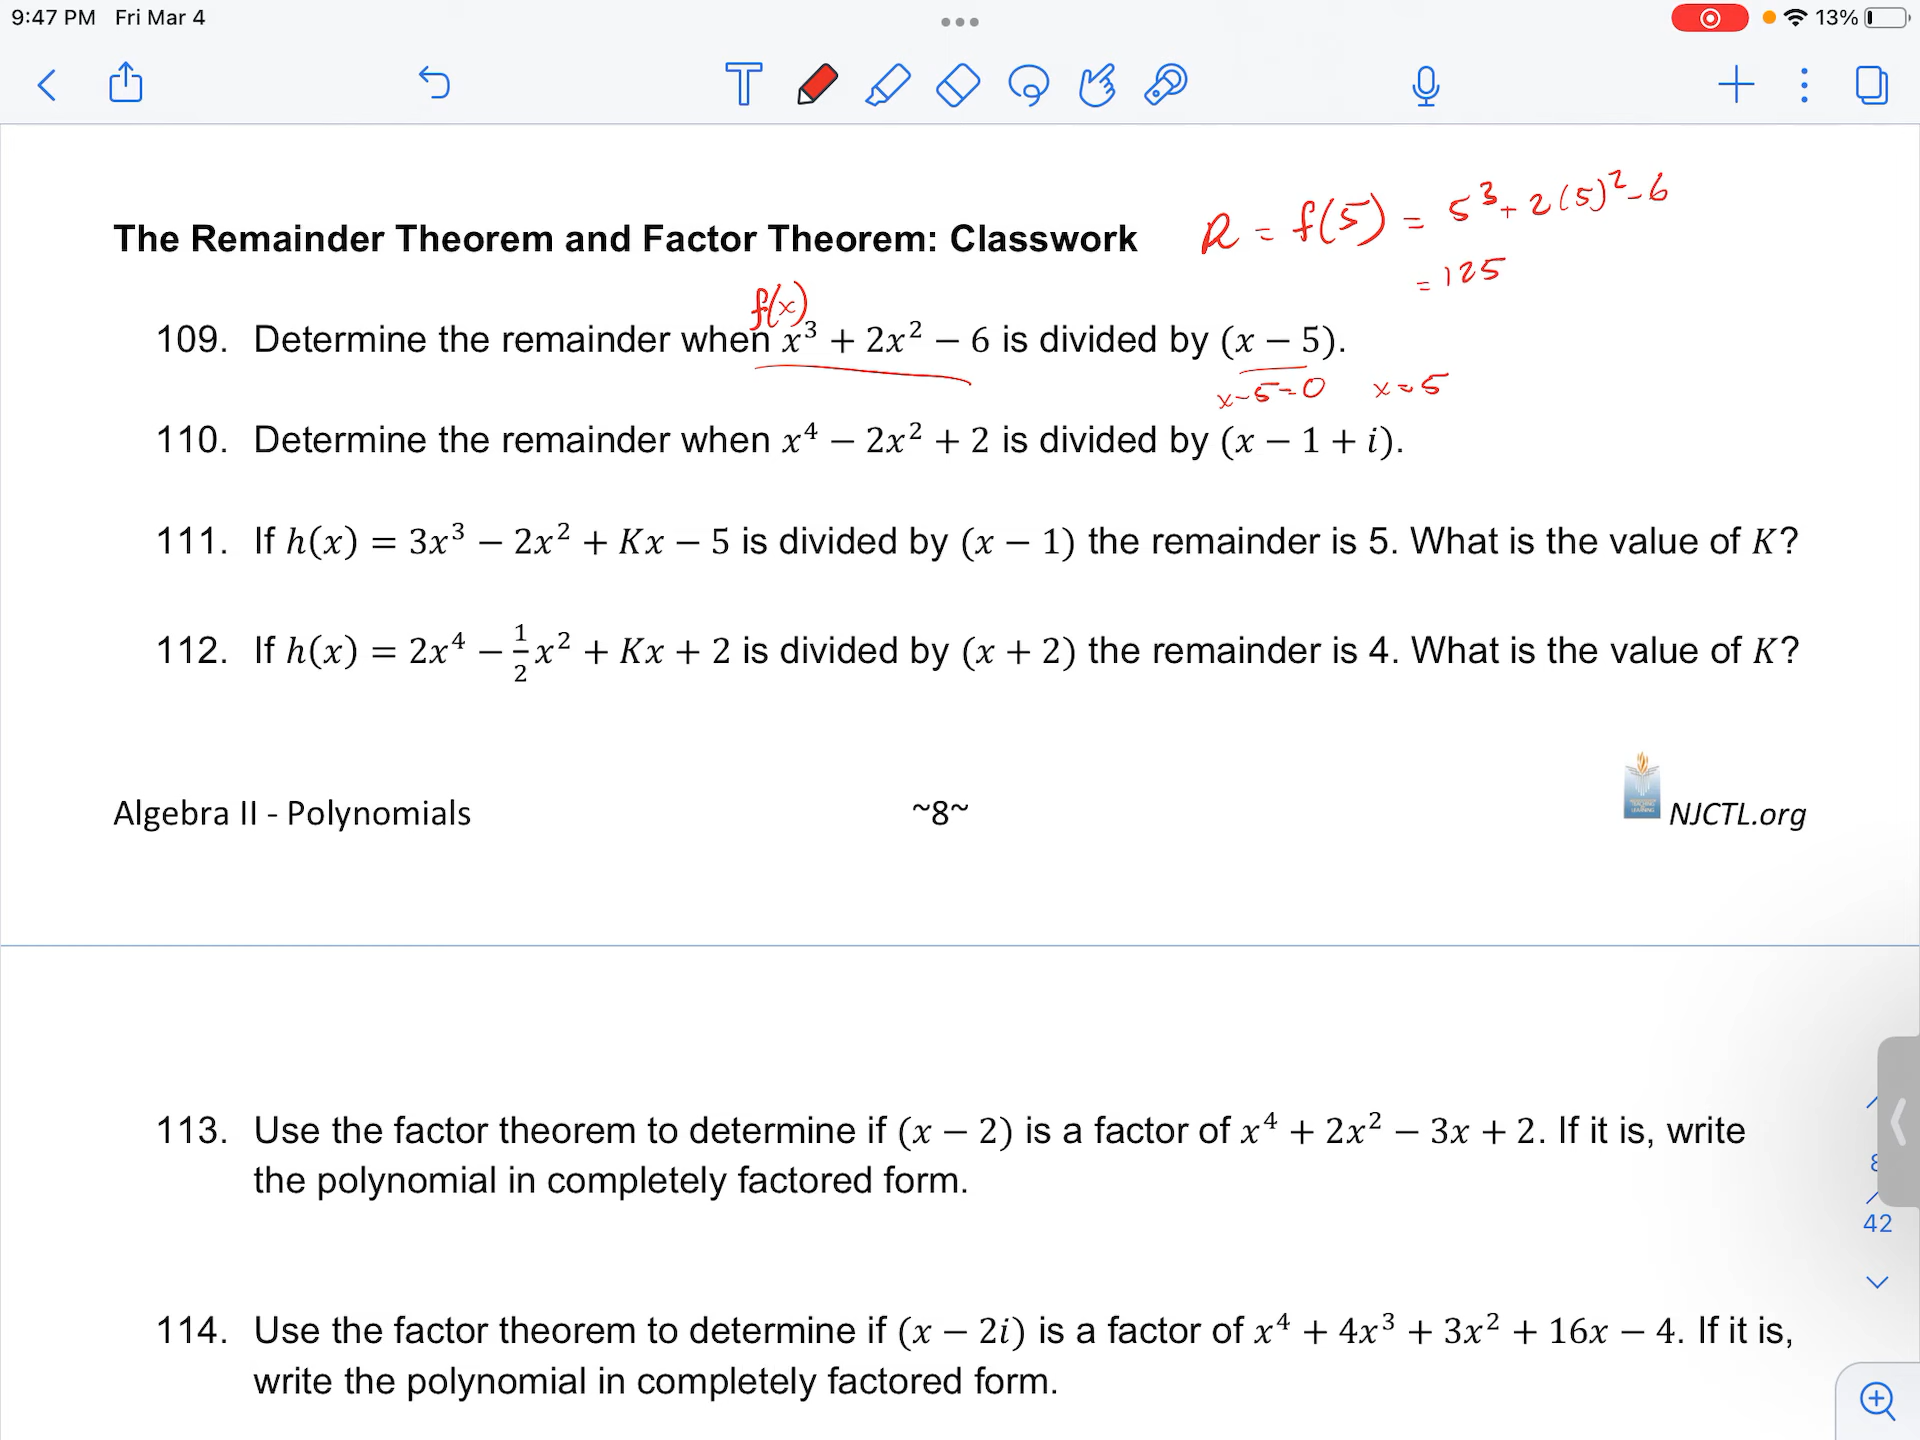 9:47 PM Fri Mar 4
13%
R = f(5) = 5³ + 2(5)² - 6
The Remainder Theorem and Factor Theorem: Classwork
= 125
f(x)
109. Determine the remainder when x³ + 2x² − 6 is divided by (x − 5).
x-5=0 x=5
110. Determine the remainder when x⁴ − 2x² + 2 is divided by (x − 1 + i).
111. If h(x) = 3x³ − 2x² + Kx − 5 is divided by (x − 1) the remainder is 5. What is the value of K?
112. If h(x) = 2x⁴ − ½x² + Kx + 2 is divided by (x + 2) the remainder is 4. What is the value of K?
Algebra II - Polynomials ~8~ NJCTL.org
113. Use the factor theorem to determine if (x − 2) is a factor of x⁴ + 2x² − 3x + 2. If it is, write
the polynomial in completely factored form.
42
114. Use the factor theorem to determine if (x − 2i) is a factor of x⁴ + 4x³ + 3x² + 16x − 4. If it is,
write the polynomial in completely factored form.